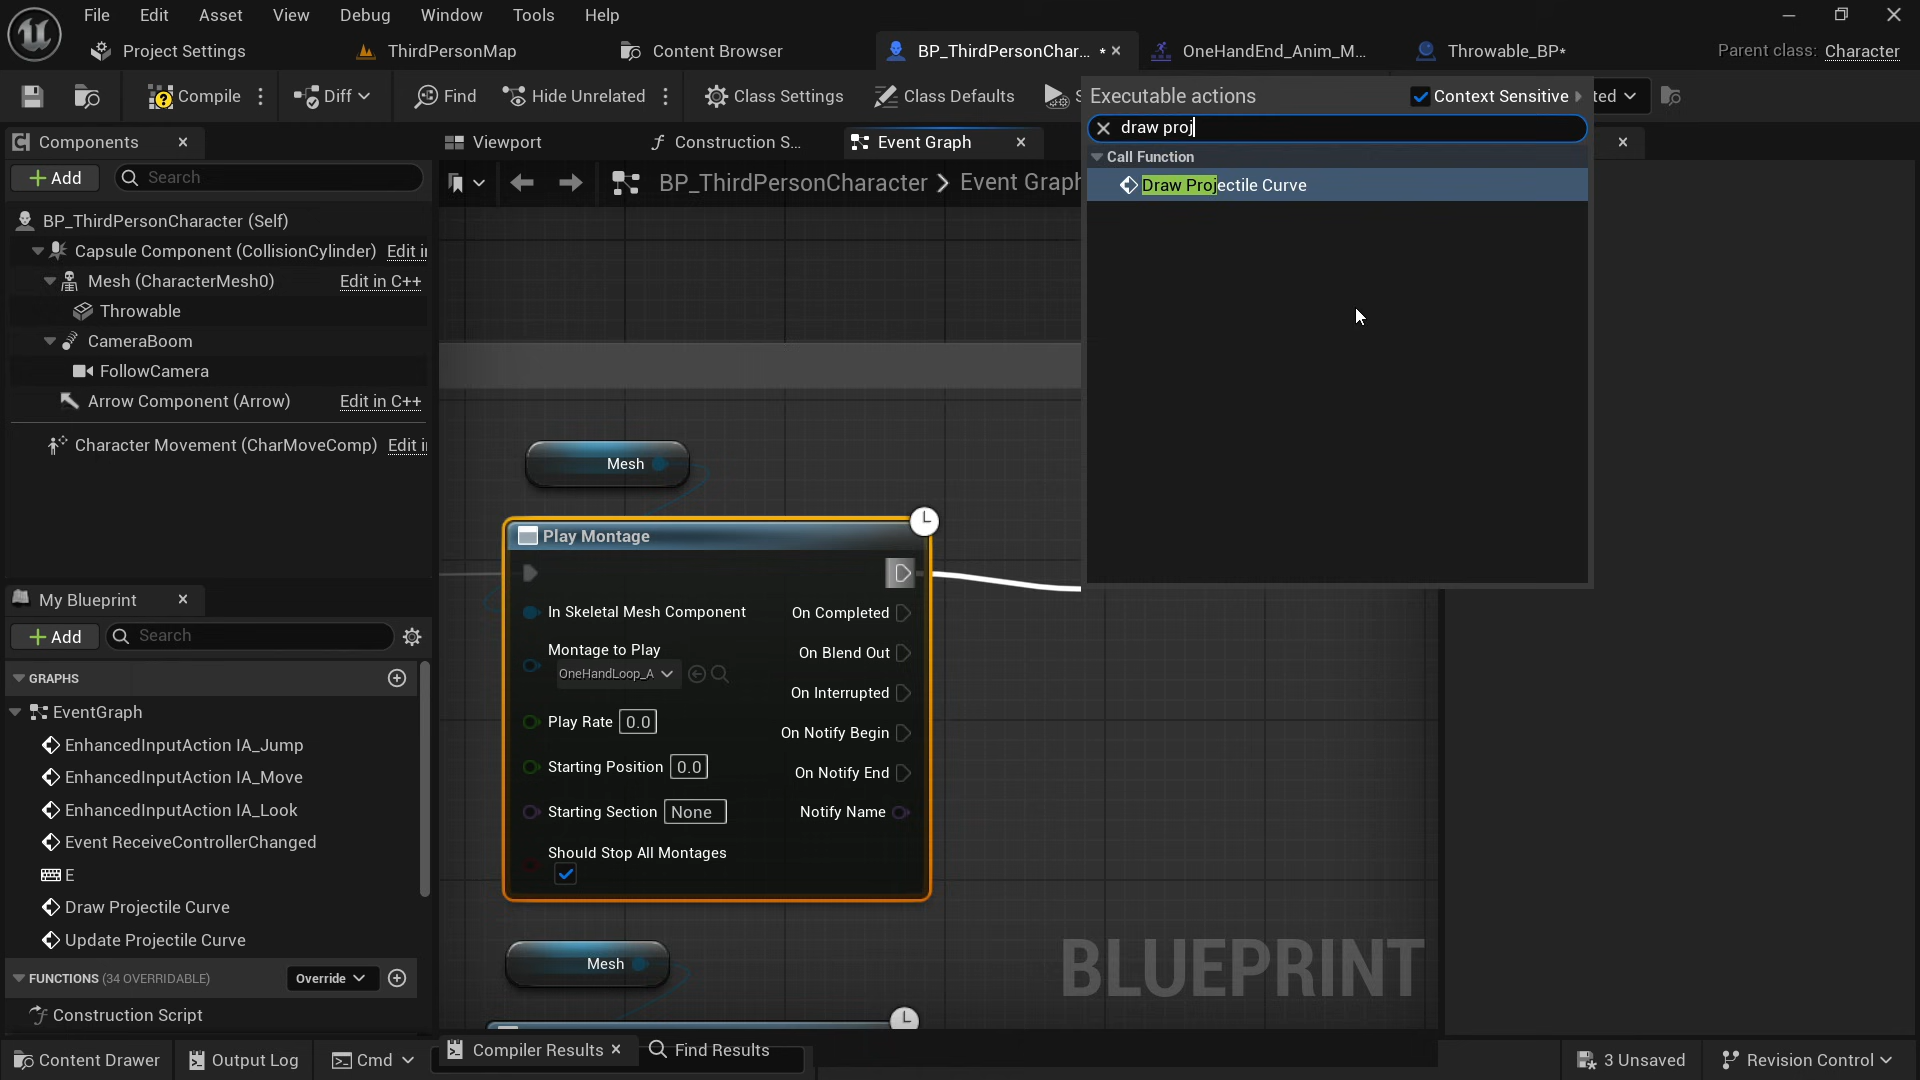 File Edit Asset View Debug Window Tools Help
Project Settings ThirdPersonMap Content Browser BP_ThirdPersonChar... * OneHandEnd_Anim_M... Throwable_BP* Parent class: Character
Compile Diff Find Hide Unrelated Class Settings Class Defaults S ted
Executable actions Context Sensitive
draw proj
Call Function
Draw Projectile Curve
Components
Add Search
BP_ThirdPersonCharacter (Self)
Capsule Component (CollisionCylinder) Edit i
Mesh (CharacterMesh0) Edit in C++
Throwable
CameraBoom
FollowCamera
Arrow Component (Arrow) Edit in C++
Character Movement (CharMoveComp) Edit i
My Blueprint
Add Search
GRAPHS
EventGraph
EnhancedInputAction IA_Jump
EnhancedInputAction IA_Move
EnhancedInputAction IA_Look
Event ReceiveControllerChanged
E
Draw Projectile Curve
Update Projectile Curve
FUNCTIONS (34 OVERRIDABLE) Override
Construction Script
Viewport Construction S... Event Graph
BP_ThirdPersonCharacter > Event Graph
Mesh
Play Montage
In Skeletal Mesh Component On Completed
Montage to Play On Blend Out
OneHandLoop_A
On Interrupted
Play Rate 0.0 On Notify Begin
Starting Position 0.0 On Notify End
Starting Section None Notify Name
Should Stop All Montages
Mesh
BLUEPRINT
Compiler Results Find Results
Content Drawer Output Log Cmd 3 Unsaved Revision Control